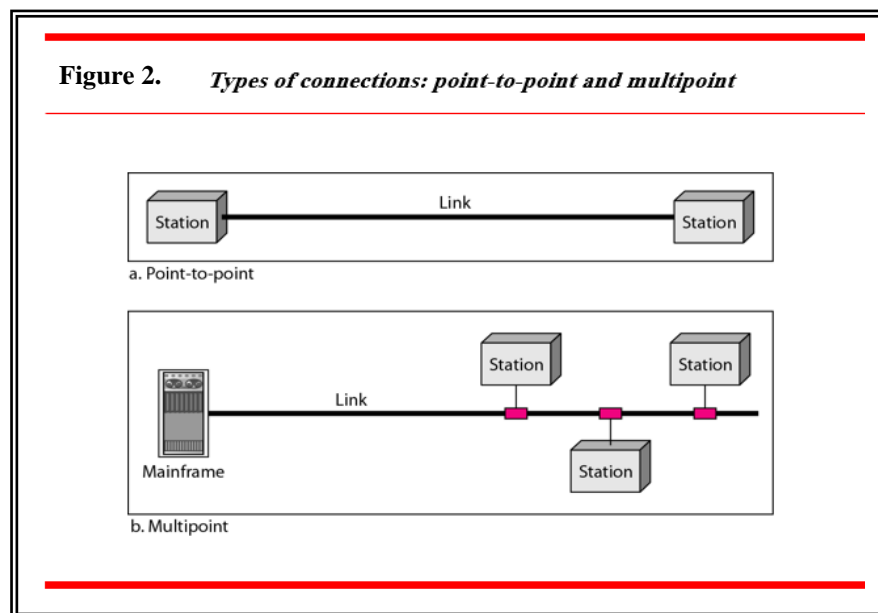 Figure 2. Types of connections: point-to-point and multipoint
Link
Station
Station
a. Point-to-point
Station
Station
Link
Mainframe
Station
b. Multipoint